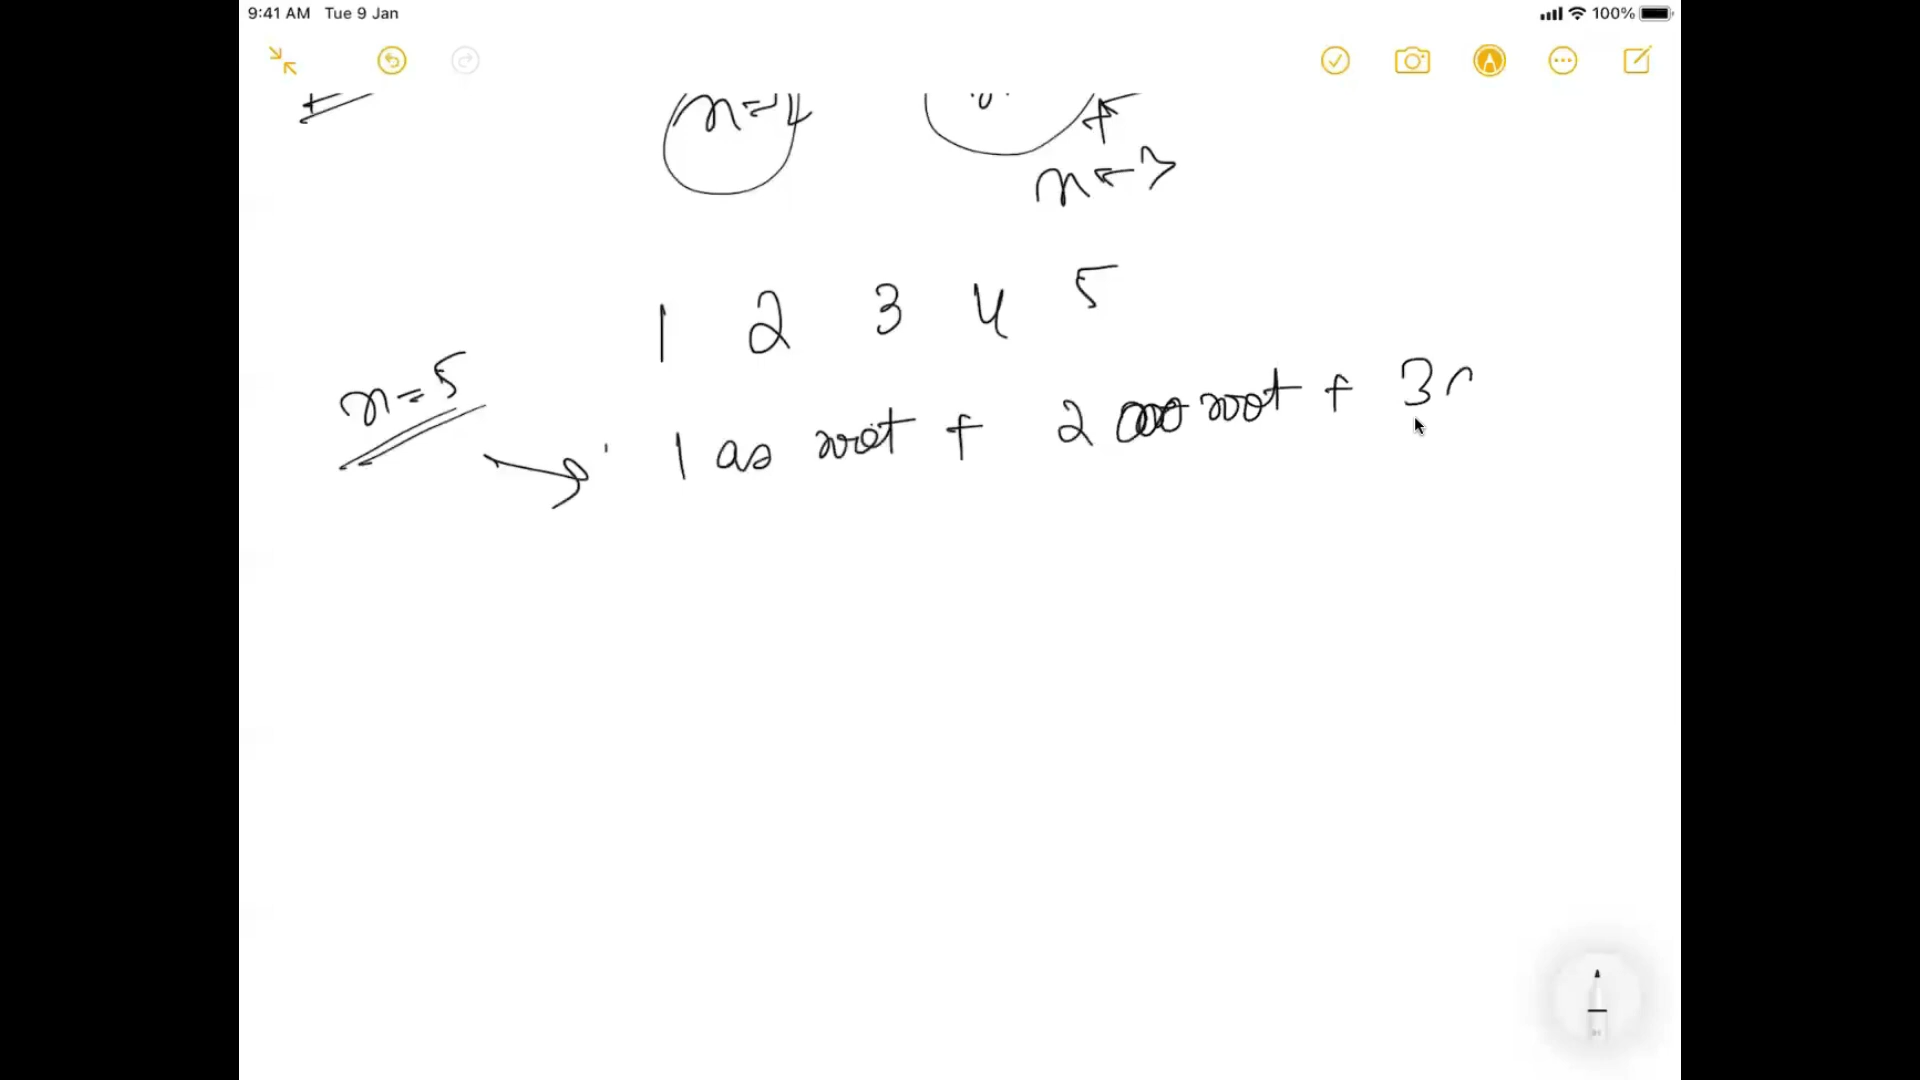 9:41 AM Tue 9 Jan
100%
n=4
1 2 3 4 5
n=5
1 as root + 2 as root + 3